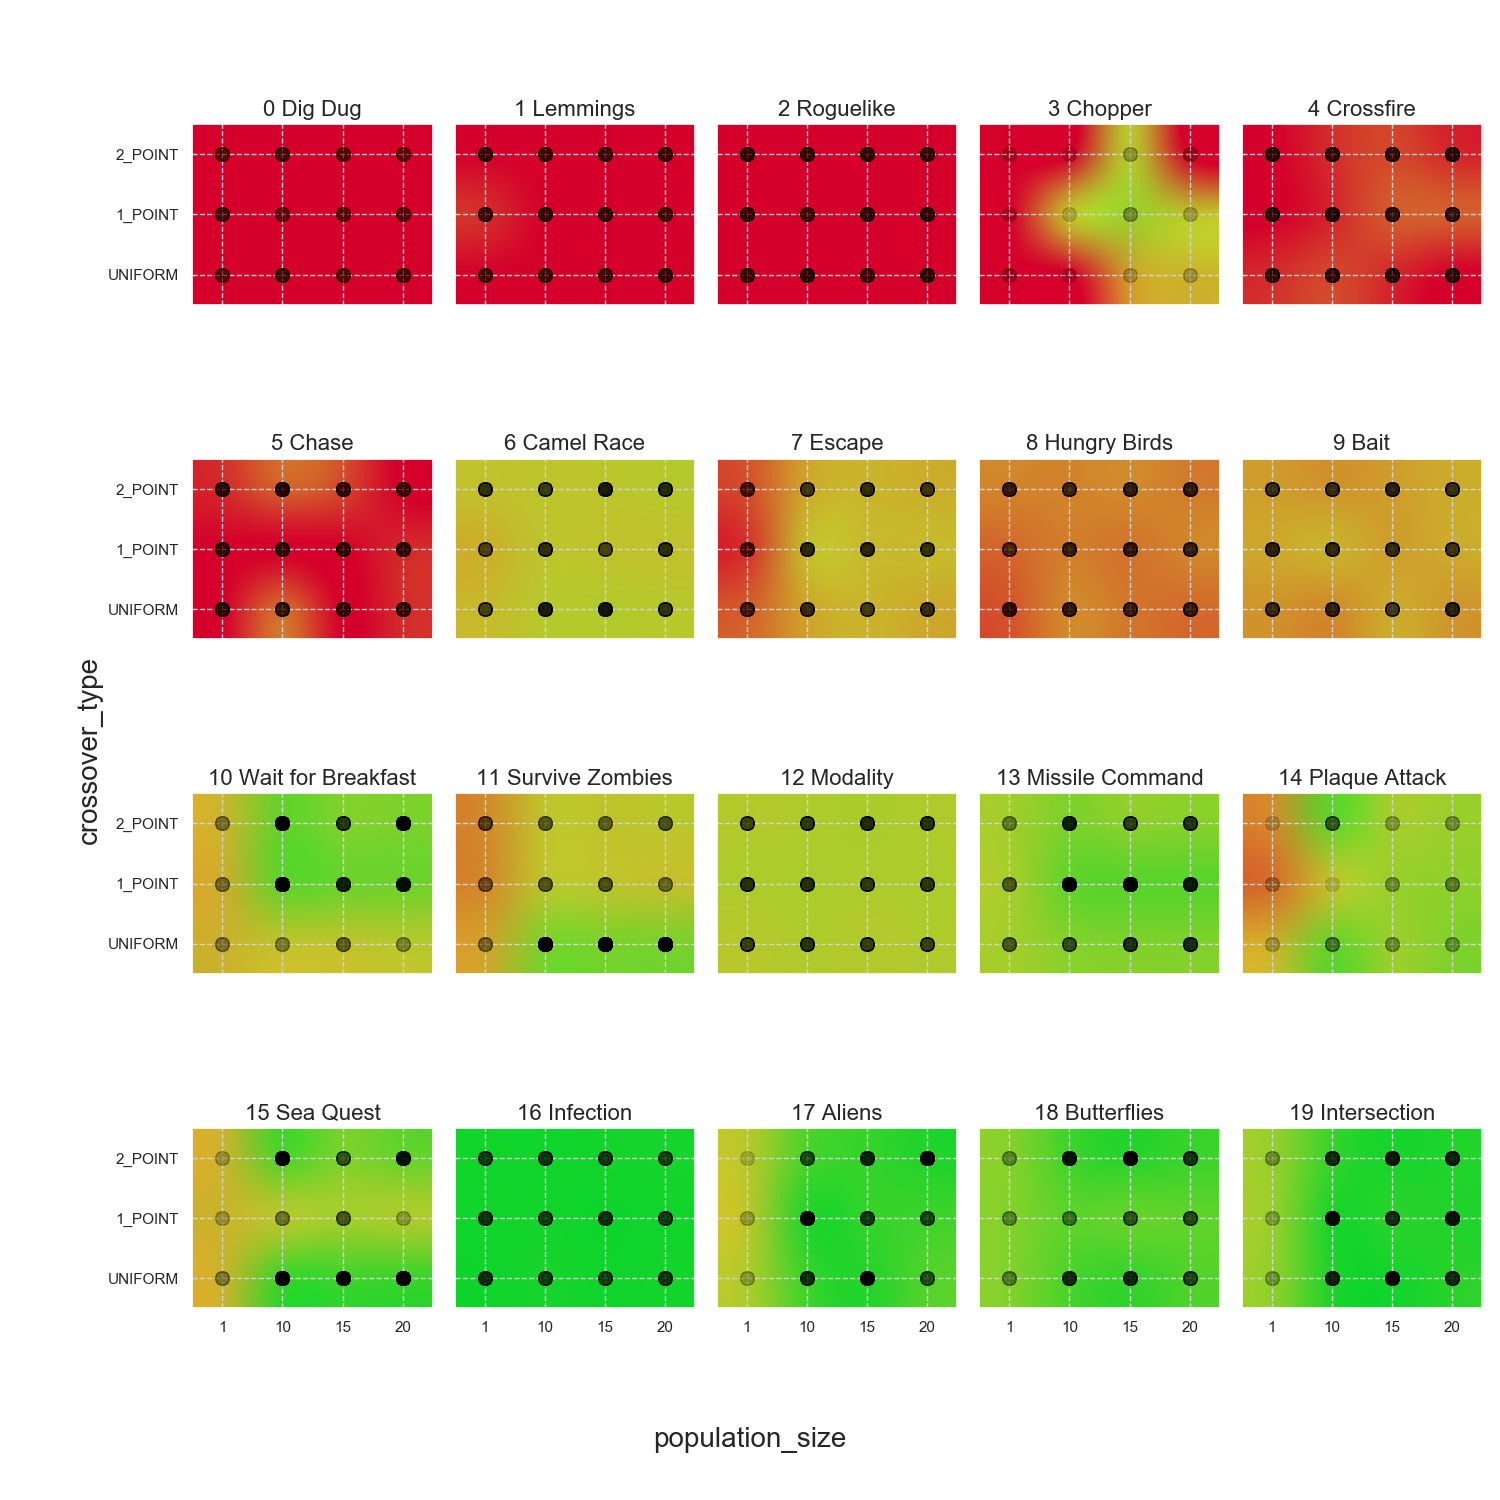 0 Dig Dug
1 Lemmings
2 Roguelike
3 Chopper
4 Crossfire
2_POINT
1_POINT
UNIFORM
5 Chase
6 Camel Race
7 Escape
8 Hungry Birds
9 Bait
2_POINT
1_POINT
UNIFORM
crossover_type
10 Wait for Breakfast
11 Survive Zombies
12 Modality
13 Missile Command
14 Plaque Attack
2_POINT
1_POINT
UNIFORM
15 Sea Quest
16 Infection
17 Aliens
18 Butterflies
19 Intersection
2_POINT
1_POINT
UNIFORM
1 10 15 20
1 10 15 20
1 10 15 20
1 10 15 20
1 10 15 20
population_size